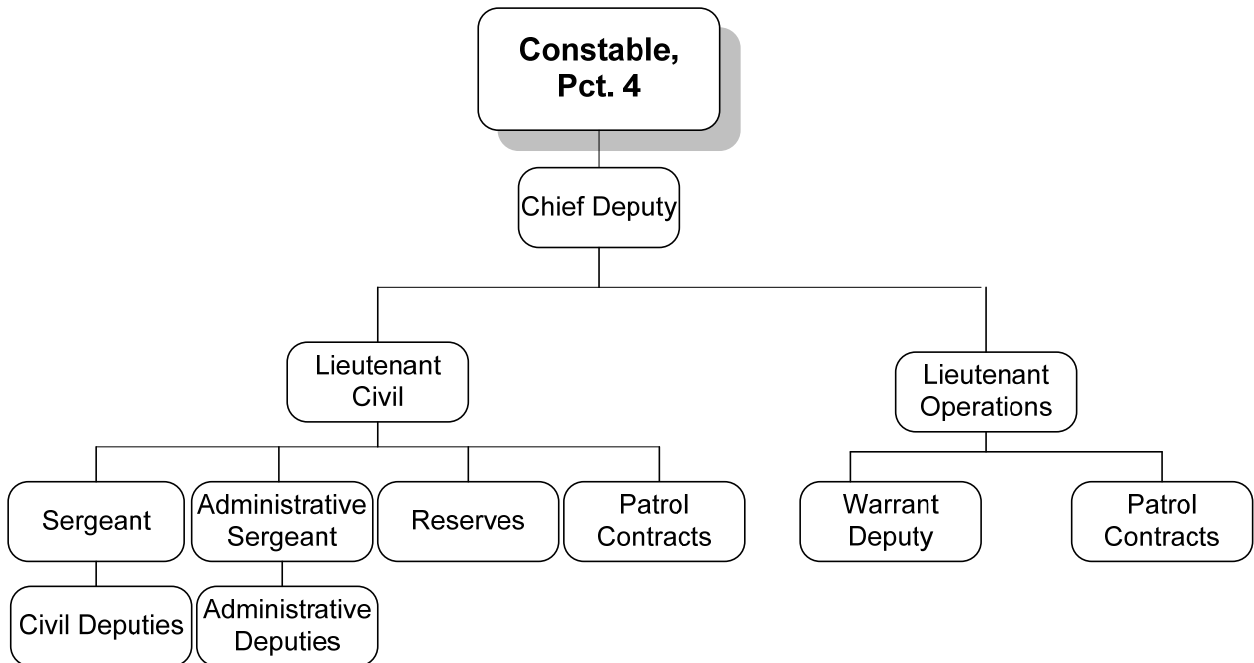 Constable,
Pct. 4
Chief Deputy
Lieutenant
Civil
Lieutenant
Operations
Sergeant
Administrative
Sergeant
Reserves
Patrol
Contracts
Warrant
Deputy
Patrol
Contracts
Civil Deputies
Administrative
Deputies